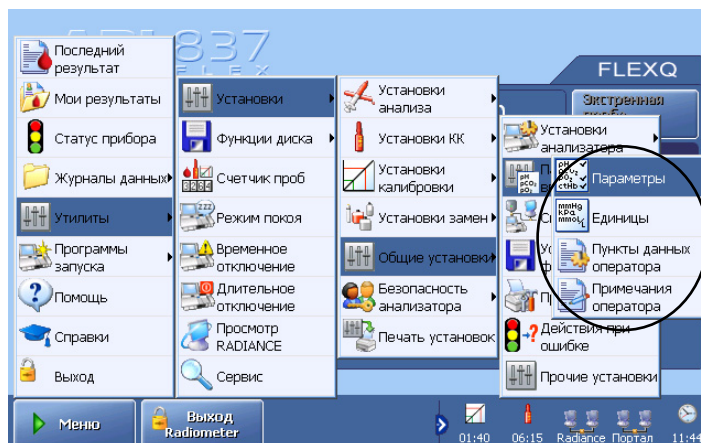 837
FLEX
FLEXQ
Экстренная
Последний
результат
Мои результаты
Статус прибора
Журналы данных
Утилиты
Программы
запуска
Помощь
Справки
Выход
Установки
Функции диска
Счетчик проб
Режим покоя
Временное
отключение
Длительное
отключение
Просмотр
RADIANCE
Сервис
Установки
анализа
Установки КК
Установки
калибровки
Установки замен
Общие установки
Безопасность
анализатора
Печать установок
Установки
анализатора
Действия при
ошибке
Прочие установки
Параметры
Единицы
Пункты данных
оператора
Примечания
оператора
Меню
Выход
Radiometer
01:40
06:15
Radiance
Портал
11:44